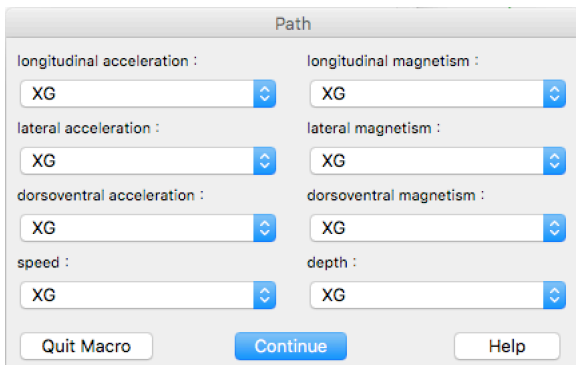 Path
longitudinal acceleration : longitudinal magnetism :
XG XG
lateral acceleration : lateral magnetism :
XG XG
dorsoventral acceleration : dorsoventral magnetism :
XG XG
speed : depth :
XG XG
Quit Macro Continue Help